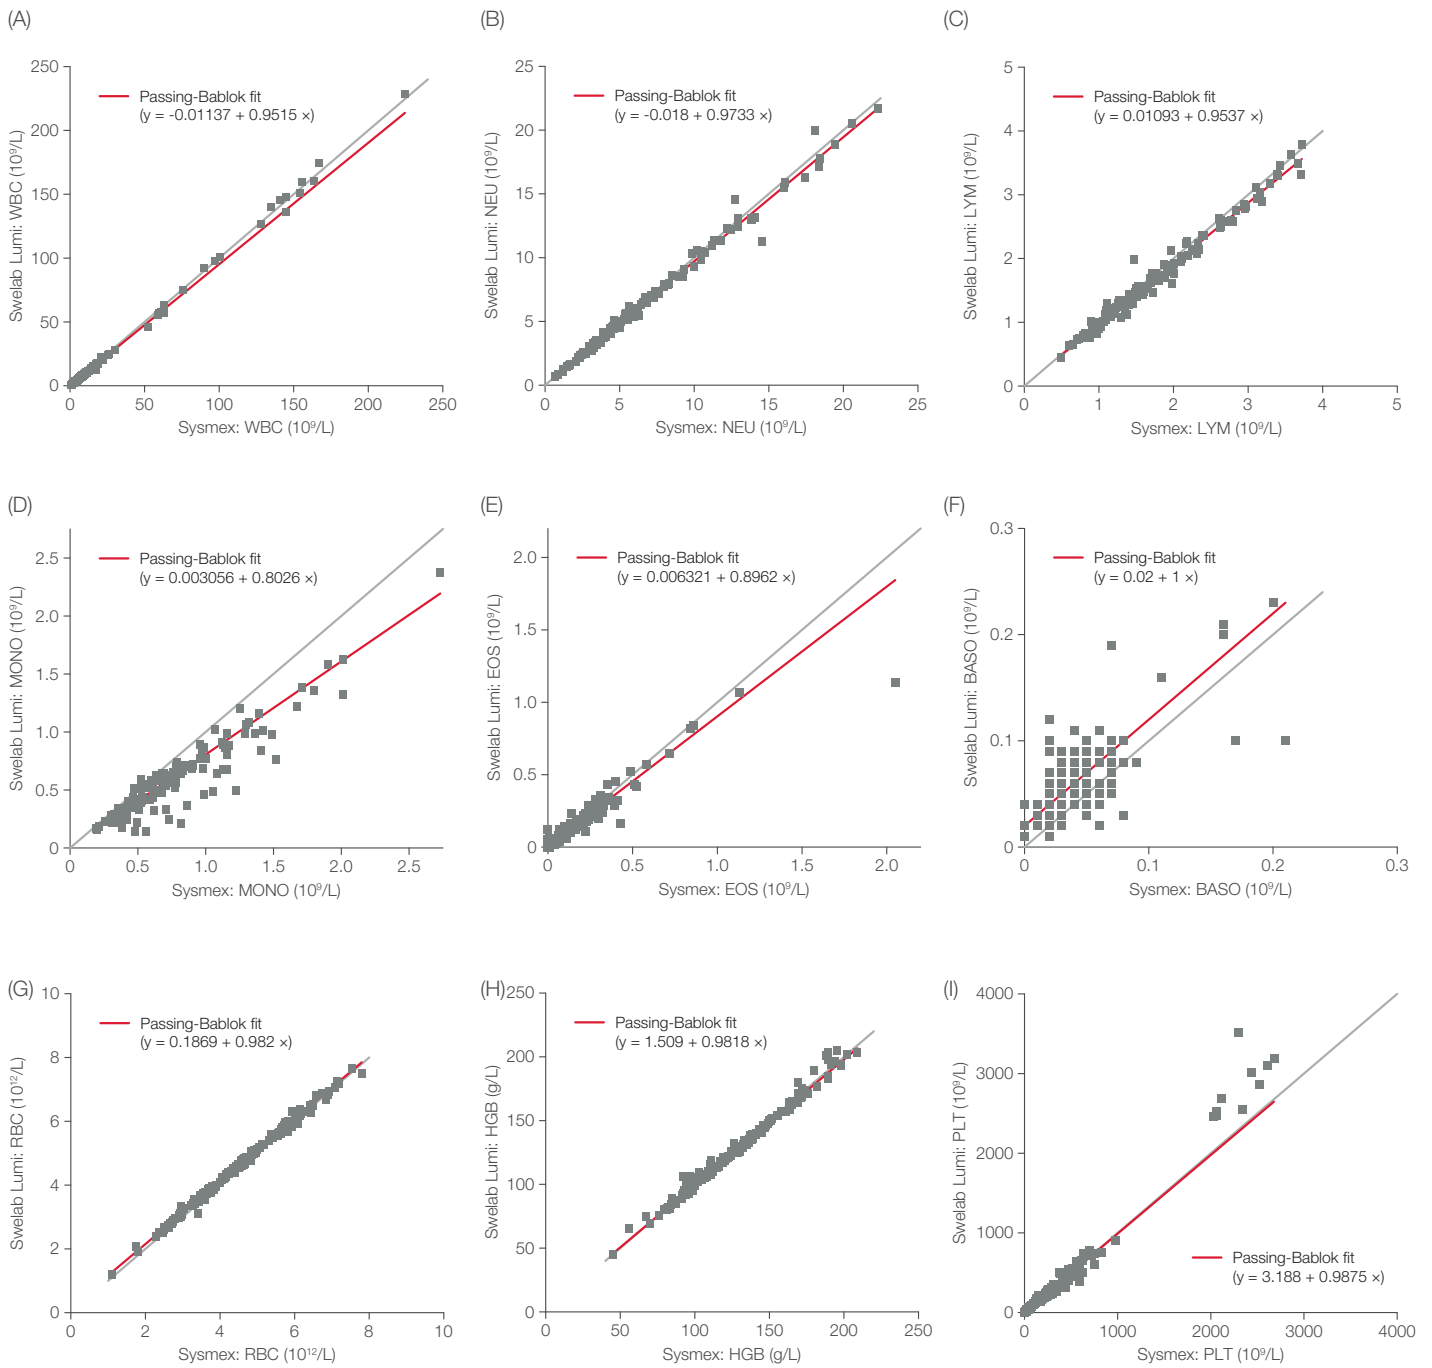 (A)
250
200
150
100
50
0
0 50 100 150 200 250
Swelab Lumi: WBC (10⁹/L)
Sysmex: WBC (10⁹/L)
Passing-Bablok fit
(y = -0.01137 + 0.9515 ×)
(B)
25
20
15
10
5
0
0 5 10 15 20 25
Swelab Lumi: NEU (10⁹/L)
Sysmex: NEU (10⁹/L)
Passing-Bablok fit
(y = -0.018 + 0.9733 ×)
(C)
5
4
3
2
1
0
0 1 2 3 4 5
Swelab Lumi: LYM (10⁹/L)
Sysmex: LYM (10⁹/L)
Passing-Bablok fit
(y = 0.01093 + 0.9537 ×)
(D)
2.5
2.0
1.5
1.0
0.5
0
0 0.5 1.0 1.5 2.0 2.5
Swelab Lumi: MONO (10⁹/L)
Sysmex: MONO (10⁹/L)
Passing-Bablok fit
(y = 0.003056 + 0.8026 ×)
(E)
2.0
1.5
1.0
0.5
0
0 0.5 1.0 1.5 2.0
Swelab Lumi: EOS (10⁹/L)
Sysmex: EOS (10⁹/L)
Passing-Bablok fit
(y = 0.006321 + 0.8962 ×)
(F)
0.3
0.2
0.1
0
0 0.1 0.2 0.3
Swelab Lumi: BASO (10⁹/L)
Sysmex: BASO (10⁹/L)
Passing-Bablok fit
(y = 0.02 + 1 ×)
(G)
10
8
6
4
2
0
0 2 4 6 8 10
Swelab Lumi: RBC (10¹²/L)
Sysmex: RBC (10¹²/L)
Passing-Bablok fit
(y = 0.1869 + 0.982 ×)
(H)
250
200
150
100
50
0
0 50 100 150 200 250
Swelab Lumi: HGB (g/L)
Sysmex: HGB (g/L)
Passing-Bablok fit
(y = 1.509 + 0.9818 ×)
(I)
4000
3000
2000
1000
0
0 1000 2000 3000 4000
Swelab Lumi: PLT (10⁹/L)
Sysmex: PLT (10⁹/L)
Passing-Bablok fit
(y = 3.188 + 0.9875 ×)